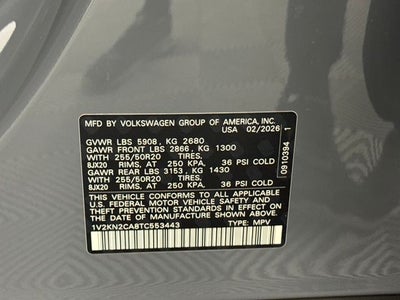 MFD. BY VOLKSWAGEN GROUP OF AMERICA, INC.
USA 02/2026
GVWR LBS 5908, KG 2680
GAWR FRONT LBS 2866, KG 1300
WITH 255/50R20 TIRES,
8JX20 RIMS, AT 250 KPA, 36 PSI COLD
GAWR REAR LBS 3153, KG 1430
WITH 255/50R20 TIRES,
8JX20 RIMS, AT 250 KPA, 36 PSI COLD
THIS VEHICLE CONFORMS TO ALL APPLICABLE
FEDERAL MOTOR VEHICLE SAFETY STANDARDS
IN EFFECT ON
THE DATE OF MANUFACTURE SHOWN ABOVE
1V2KN2CA8TC553443 TYPE: MPV
0910394 1